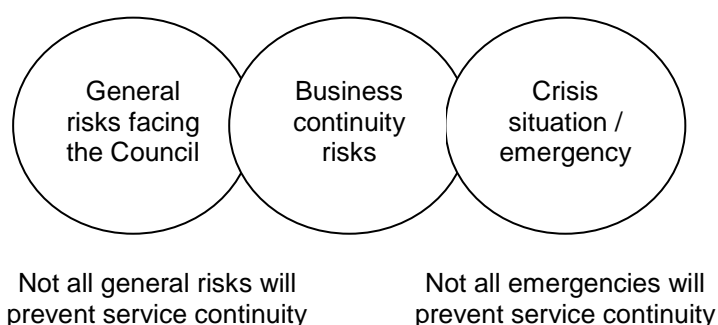 General
risks facing
the Council
Business
continuity
risks
Crisis
situation /
emergency
Not all general risks will
prevent service continuity
Not all emergencies will
prevent service continuity